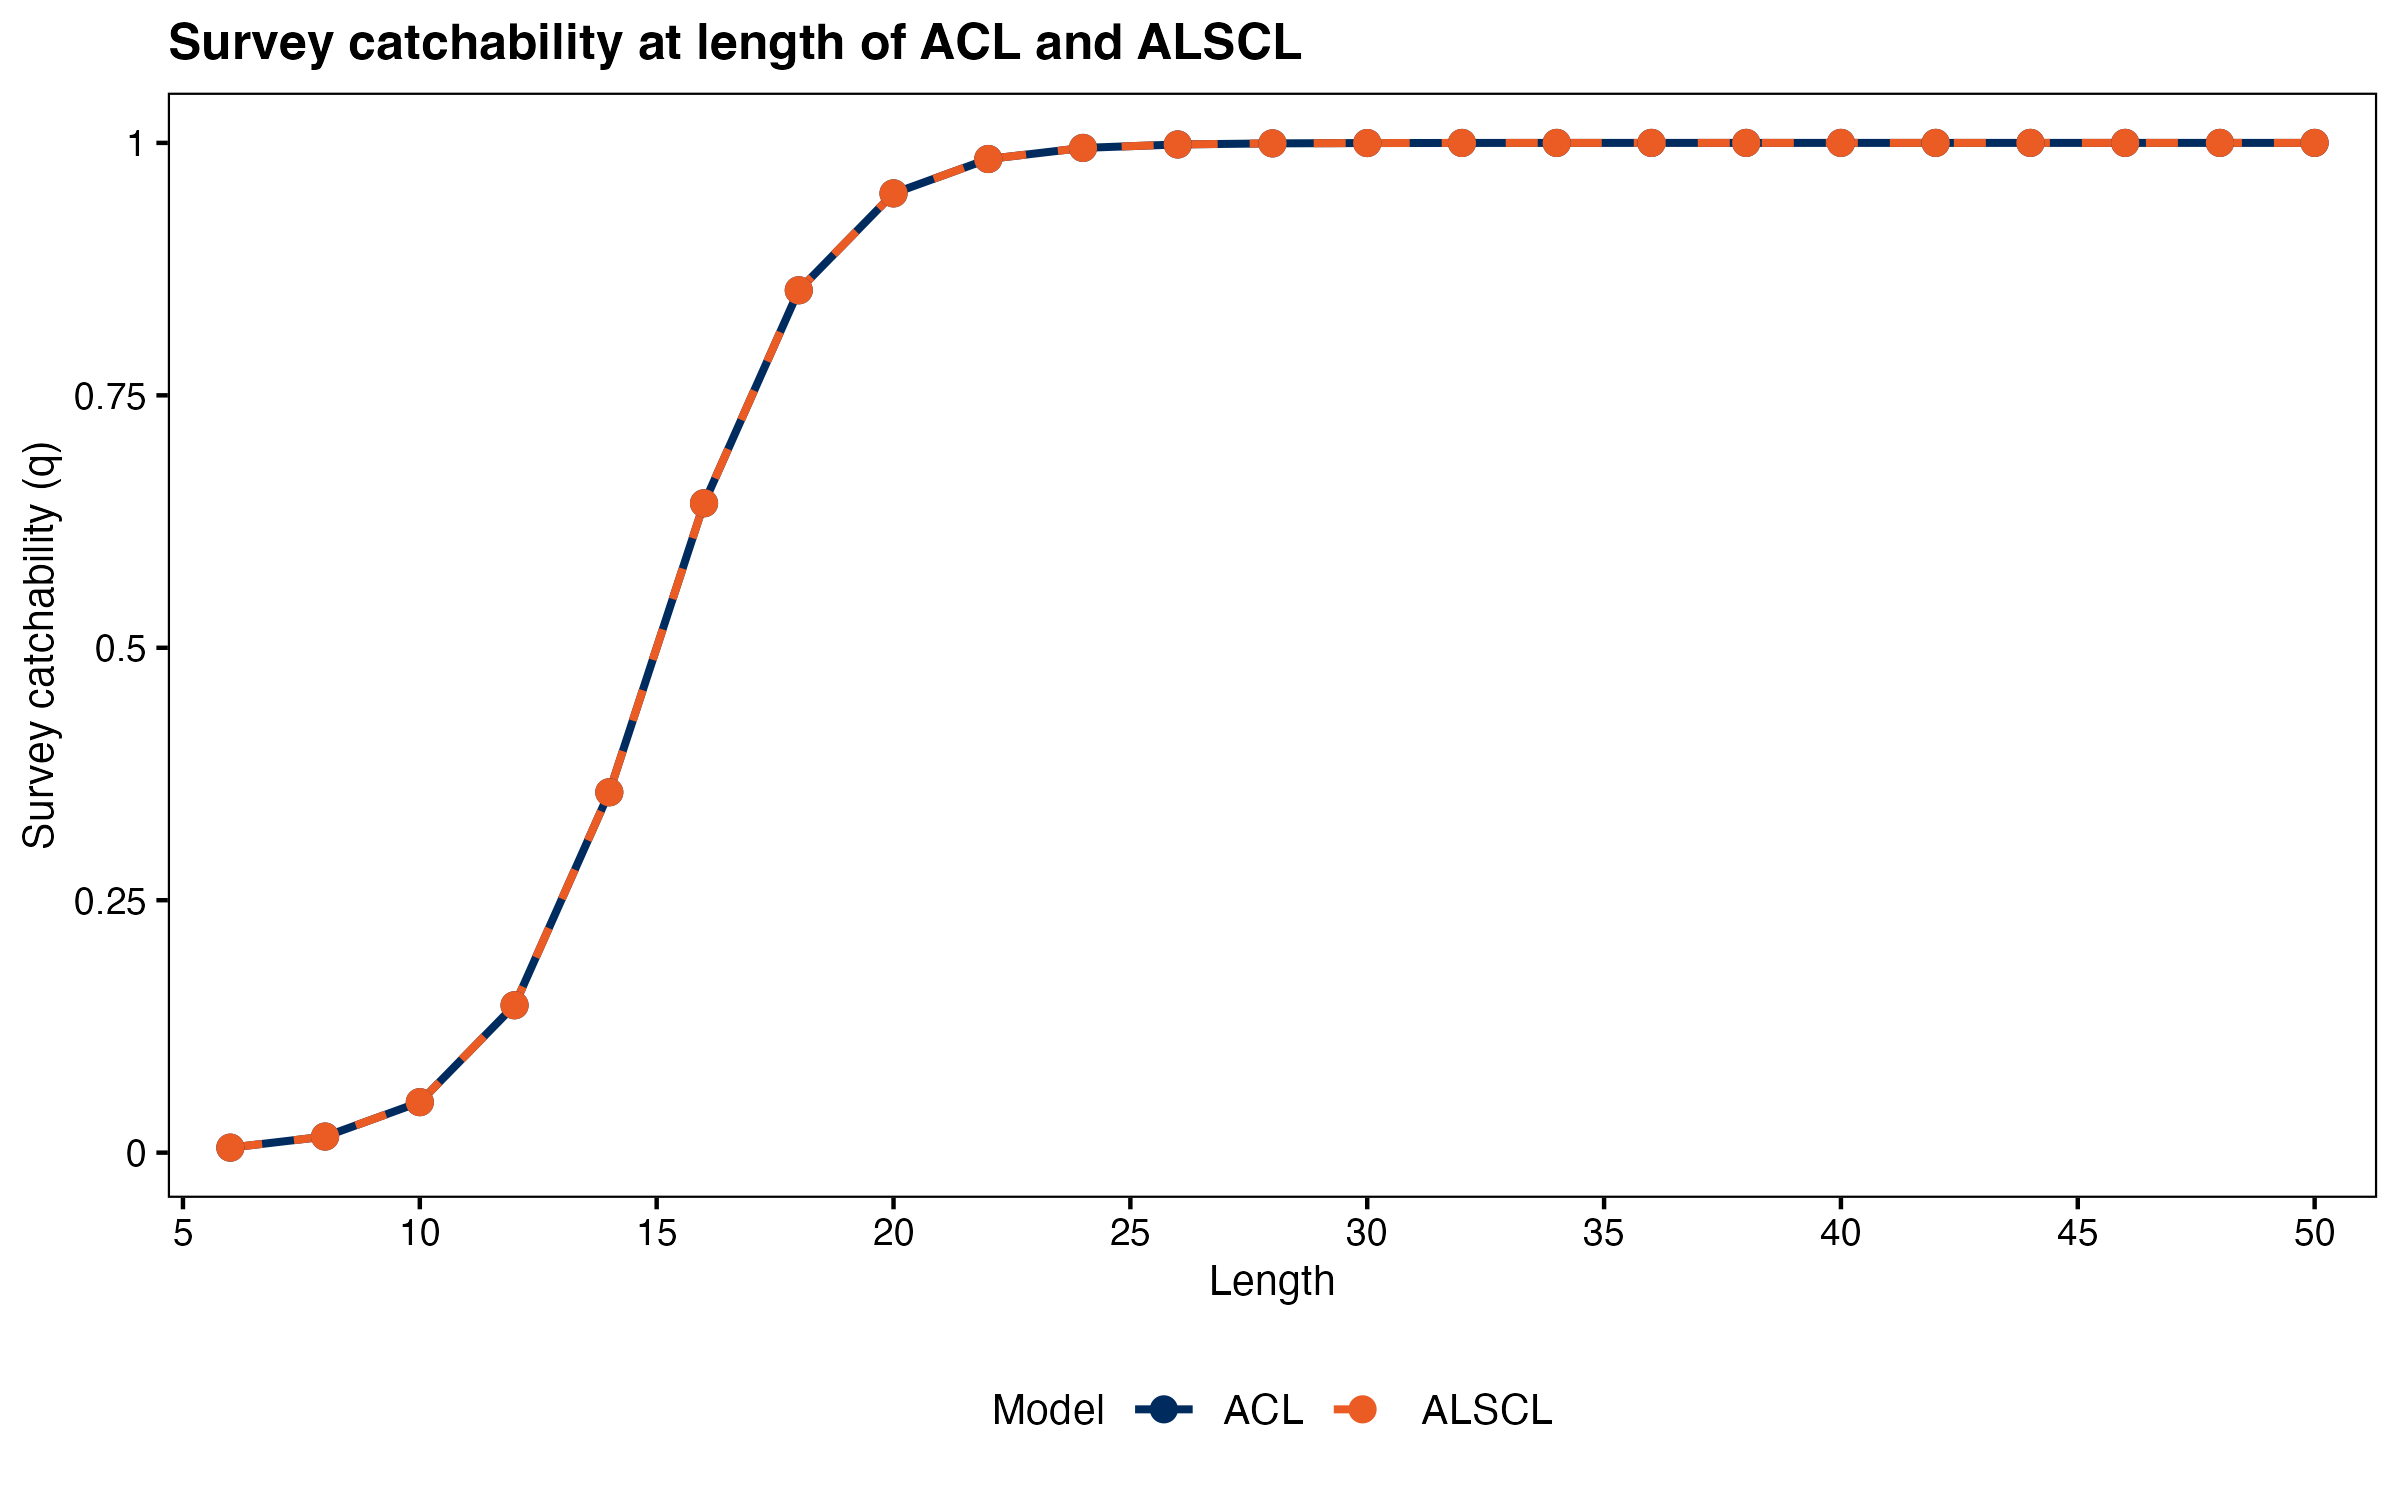 Survey catchability at length of ACL and ALSCL
Survey catchability (q)
1
0.75
0.5
0.25
0
5 10 15 20 25 30 35 40 45 50
Length
Model ACL ALSCL